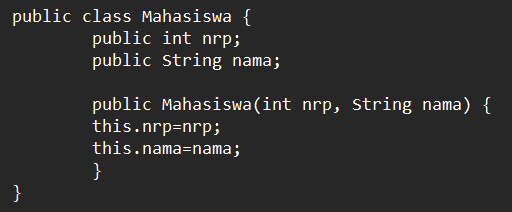 public class Mahasiswa {
public int nrp;
public String nama;
public Mahasiswa(int nrp, String nama) {
this.nrp=nrp;
this.nama=nama;
}
}